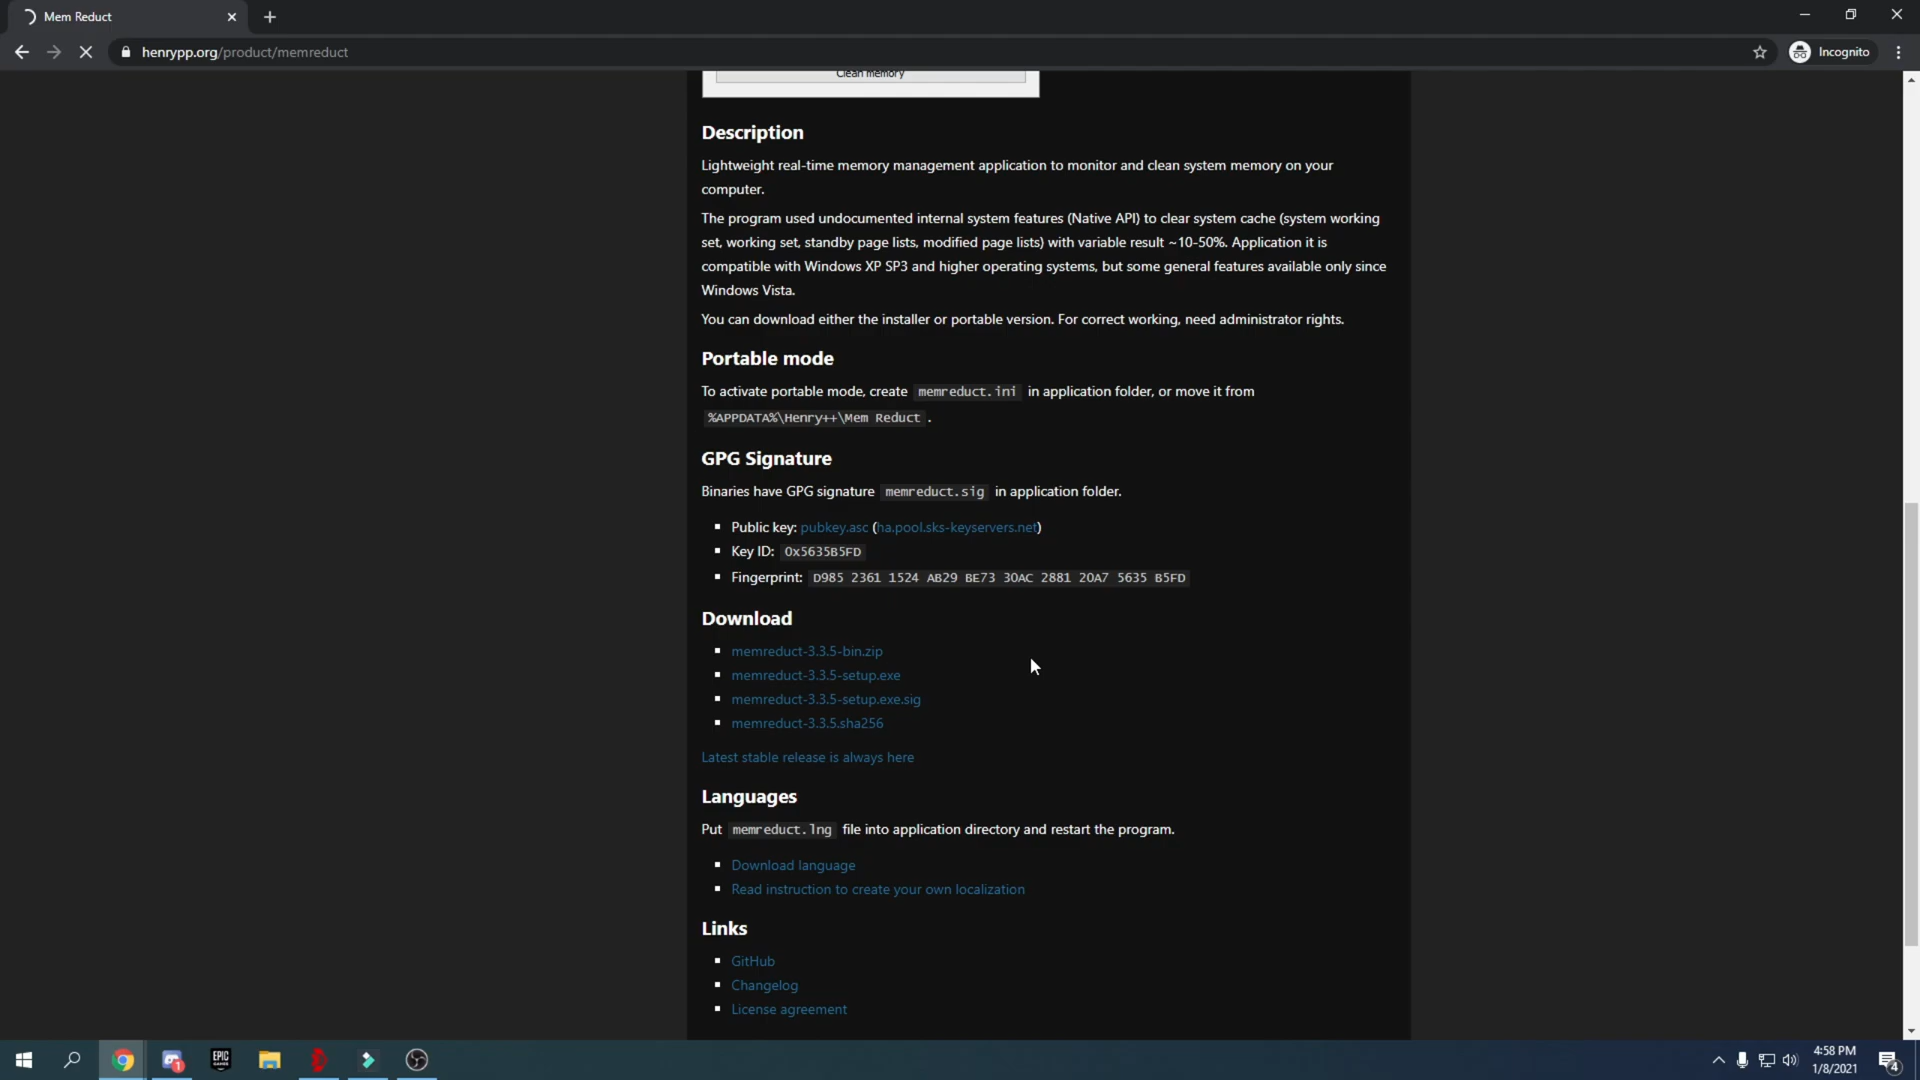 Mem Reduct
henrypp.org/product/memreduct
Incognito
Clean memory
Description
Lightweight real-time memory management application to monitor and clean system memory on your
computer.
The program used undocumented internal system features (Native API) to clear system cache (system working
set, working set, standby page lists, modified page lists) with variable result ~10-50%. Application it is
compatible with Windows XP SP3 and higher operating systems, but some general features available only since
Windows Vista.
You can download either the installer or portable version. For correct working, need administrator rights.
Portable mode
To activate portable mode, create memreduct.ini in application folder, or move it from
%APPDATA%\Henry++\Mem Reduct .
GPG Signature
Binaries have GPG signature memreduct.sig in application folder.
Public key: pubkey.asc (ha.pool.sks-keyservers.net)
Key ID: 0x5635B5FD
Fingerprint: D985 2361 1524 AB29 BE73 30AC 2881 20A7 5635 B5FD
Download
memreduct-3.3.5-bin.zip
memreduct-3.3.5-setup.exe
memreduct-3.3.5-setup.exe.sig
memreduct-3.3.5.sha256
Latest stable release is always here
Languages
Put memreduct.lng file into application directory and restart the program.
Download language
Read instruction to create your own localization
Links
GitHub
Changelog
License agreement
1
EPIC
GAMES
4:58 PM
1/8/2021
4